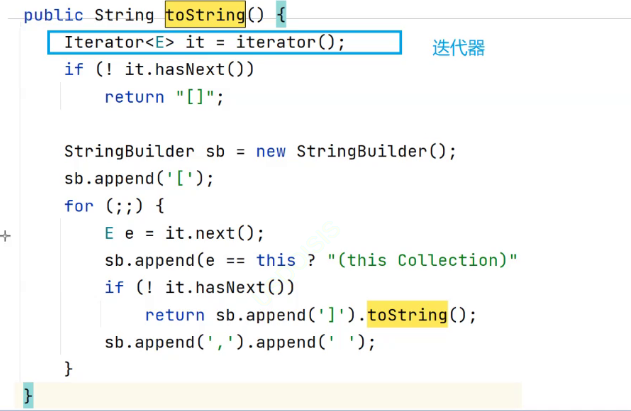 public String toString() {
Iterator<E> it = iterator();
迭代器
if (! it.hasNext())
return "[]";
StringBuilder sb = new StringBuilder();
sb.append('[');
for (;;) {
E e = it.next();
sb.append(e == this ? "(this Collection)"
if (! it.hasNext())
return sb.append(']').toString();
sb.append(',').append(' ');
}
}